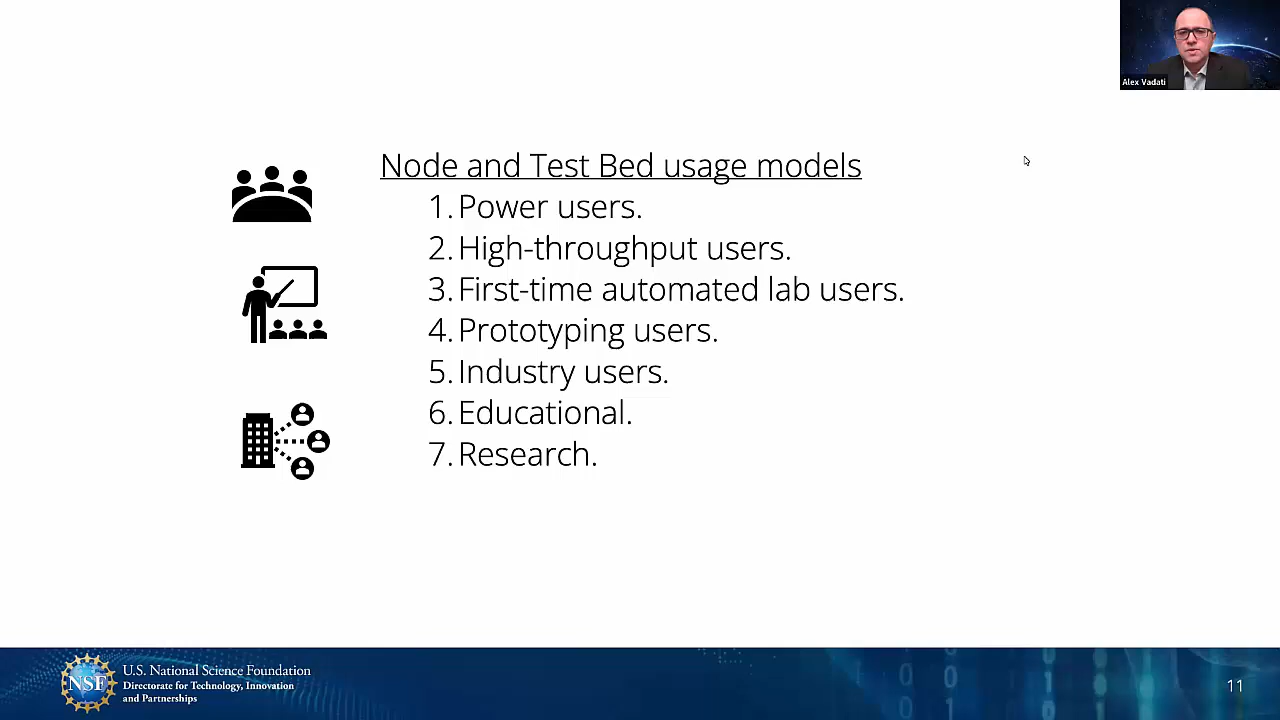 Alex Vadati
Node and Test Bed usage models
1. Power users.
2. High-throughput users.
3. First-time automated lab users.
4. Prototyping users.
5. Industry users.
6. Educational.
7. Research.
NSF
U.S. National Science Foundation
Directorate for Technology, Innovation
and Partnerships
11